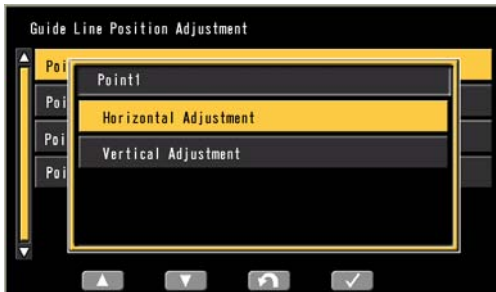 Guide Line Position Adjustment
Poi
Point1
Horizontal Adjustment
Poi
Vertical Adjustment
Poi
Poi